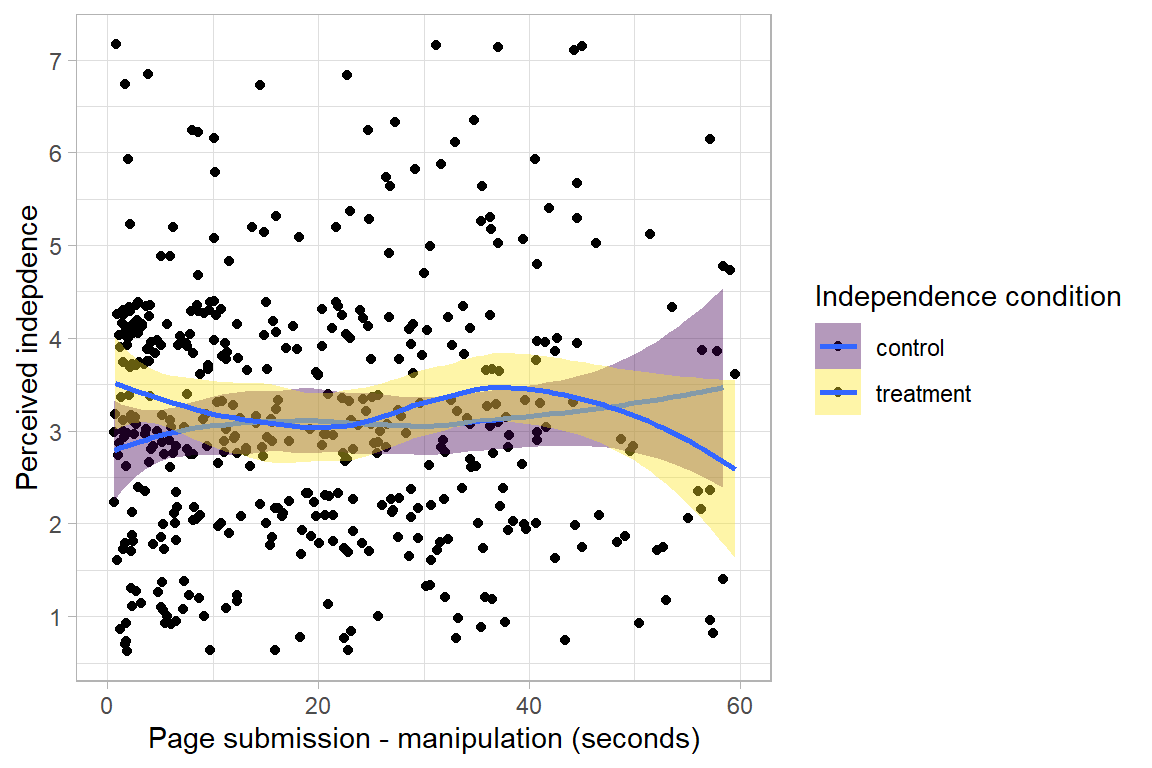 7
6
5
4
3
2
1
Perceived indepdence
0
20
40
60
Page submission - manipulation (seconds)
Independence condition
control
treatment